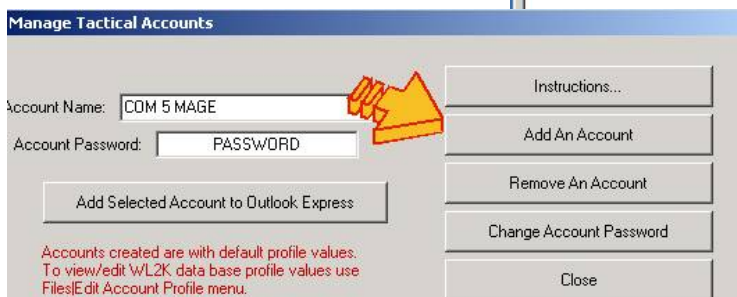 Manage Tactical Accounts
Account Name: COM 5 MAGE
Account Password: PASSWORD
Add Selected Account to Outlook Express
Accounts created are with default profile values.
To view/edit WL2K data base profile values use
Files|Edit Account Profile menu.
Instructions...
Add An Account
Remove An Account
Change Account Password
Close